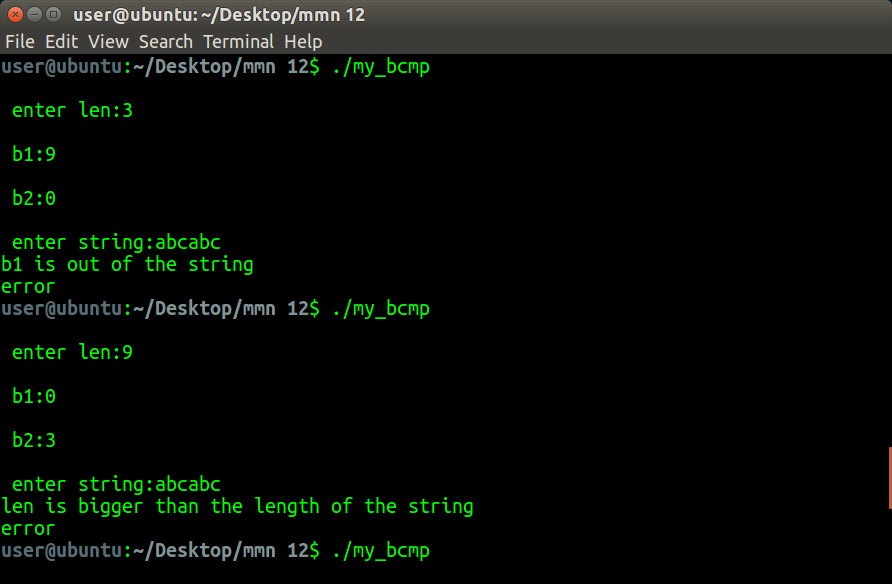 user@ubuntu: ~/Desktop/mmn 12
File Edit View Search Terminal Help
user@ubuntu:~/Desktop/mmn 12$ ./my_bcmp
enter len:3
b1:9
b2:0
enter string:abcabc
b1 is out of the string
error
user@ubuntu:~/Desktop/mmn 12$ ./my_bcmp
enter len:9
b1:0
b2:3
enter string:abcabc
len is bigger than the length of the string
error
user@ubuntu:~/Desktop/mmn 12$ ./my_bcmp